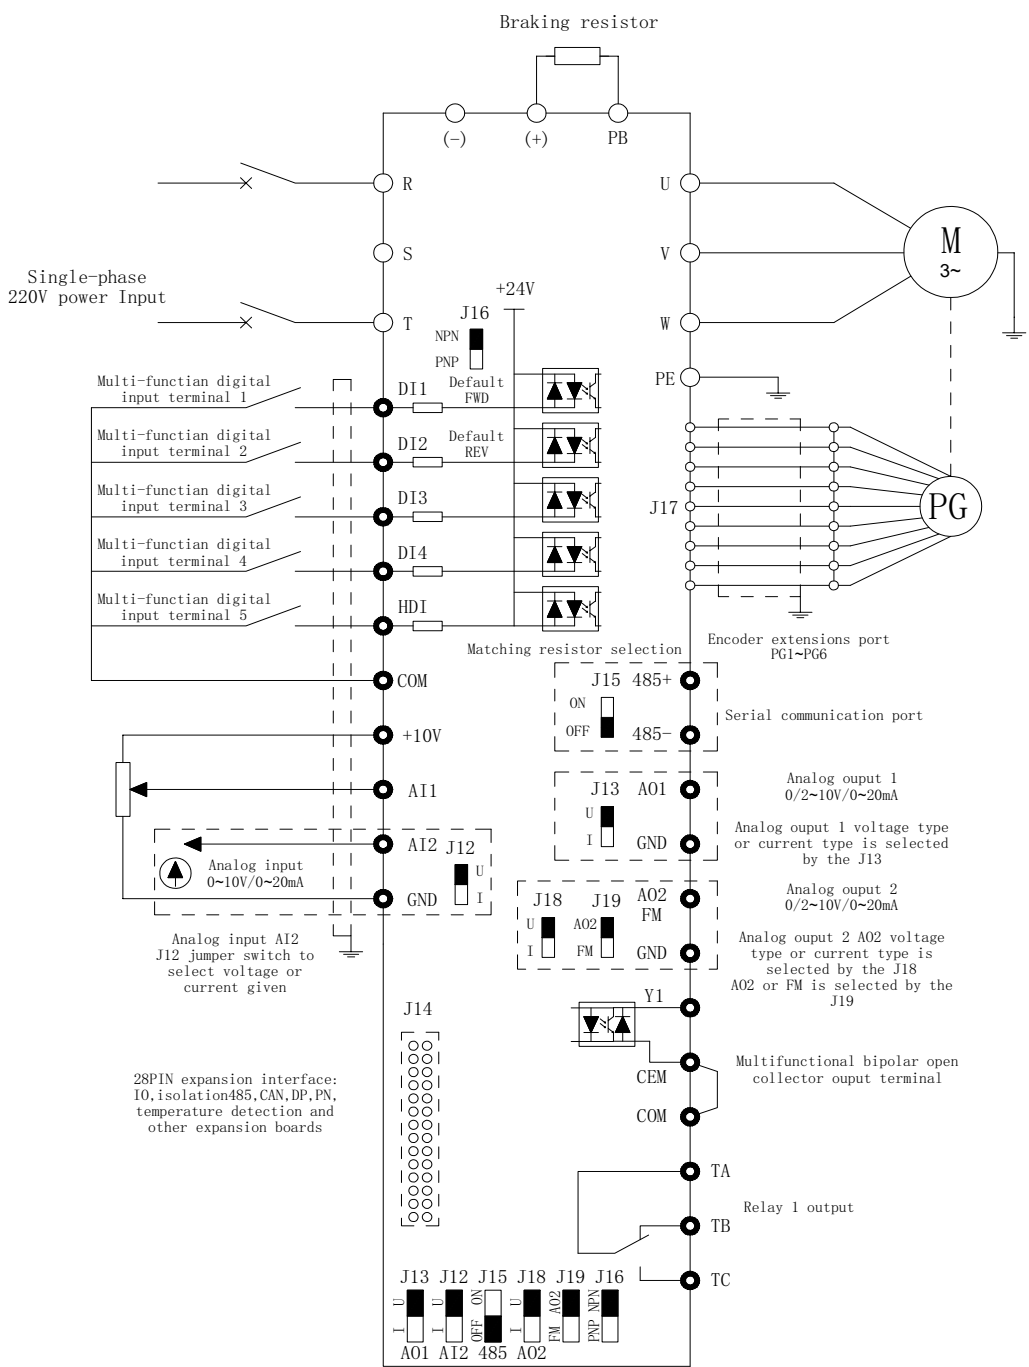 Braking resistor
(-)
(+)
PB
R
U
S
V
M
3~
Single-phase
220V power Input
T
W
+24V
J16
NPN
PNP
PE
Multi-functian digital
input terminal 1
DI1
Default
FWD
Multi-functian digital
input terminal 2
DI2
Default
REV
Multi-functian digital
input terminal 3
DI3
J17
PG
Multi-functian digital
input terminal 4
DI4
Multi-functian digital
input terminal 5
HDI
Matching resistor selection
Encoder extensions port
PG1~PG6
COM
J15
485+
ON
OFF
485-
Serial communication port
+10V
AI1
J13
AO1
U
I
GND
Analog ouput 1
0/2~10V/0~20mA
Analog ouput 1 voltage type
or current type is selected
by the J13
AI2
J12
U
I
Analog input
0~10V/0~20mA
GND
J18
U
I
J19
AO2
FM
AO2
FM
GND
Analog ouput 2
0/2~10V/0~20mA
Analog ouput 2 AO2 voltage
type or current type is
selected by the J18
AO2 or FM is selected by the
J19
Analog input AI2
J12 jumper switch to
select voltage or
current given
J14
Y1
CEM
COM
Multifunctional bipolar open
collector ouput terminal
28PIN expansion interface:
IO,isolation485,CAN,DP,PN,
temperature detection and
other expansion boards
TA
Relay 1 output
TB
TC
J13 J12 J15 J18 J19 J16
U
I
U
I
ON
OFF
U
I
AO2
FM
NPN
PNP
AO1 AI2 485 AO2